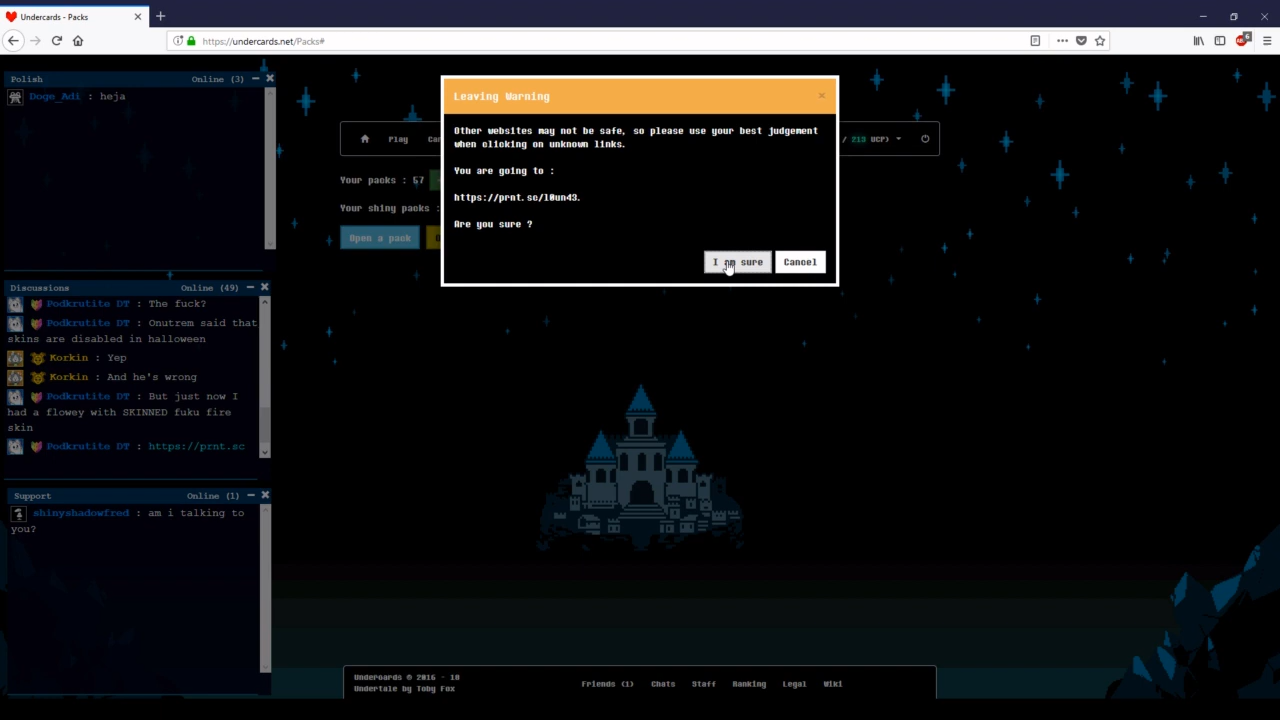 Undercards - Packs
https://undercards.net/Packs#
6
Polish Online (3)
Doge_Adi : heja
Leaving Warning
Other websites may not be safe, so please use your best judgement
when clicking on unknown links.
You are going to :
https://prnt.sc/l0un43.
Are you sure ?
I am sure Cancel
Play / 213 UCP)
Your packs : 57
Your shiny packs :
Open a pack
Discussions Online (49)
Podkrutite DT : The fuck?
Podkrutite DT : Onutrem said that
skins are disabled in halloween
Korkin : Yep
Korkin : And he's wrong
Podkrutite DT : But just now I
had a flowey with SKINNED fuku fire
skin
Podkrutite DT : https://prnt.sc
Support Online (1)
shinyshadowfred : am i talking to
you?
Undercards © 2016 - 18
Undertale by Toby Fox
Friends (1) Chats Staff Ranking Legal Wiki